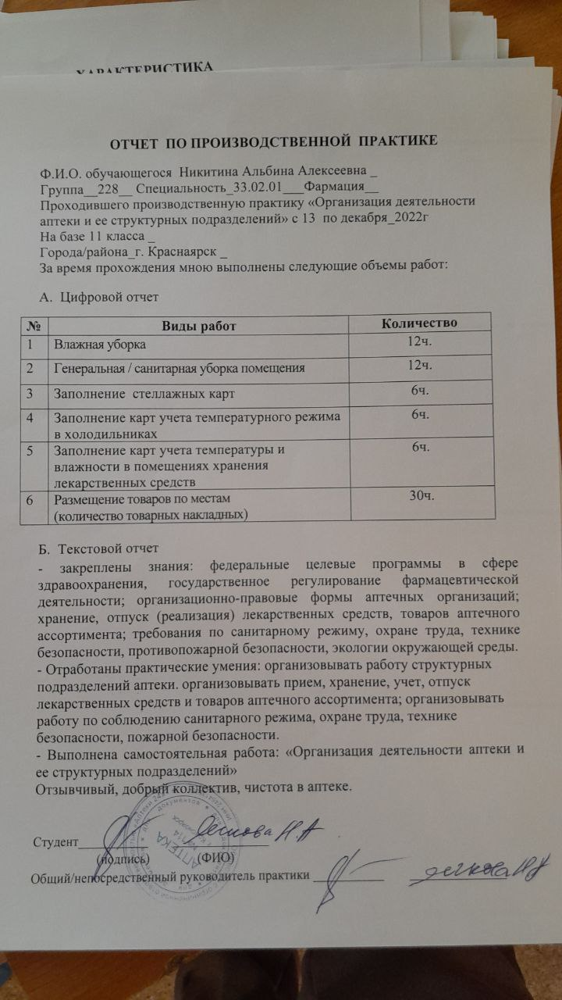 ХАРАКТЕРИСТИКА
ОТЧЕТ ПО ПРОИЗВОДСТВЕННОЙ ПРАКТИКЕ
Ф.И.О. обучающегося Никитина Альбина Алексеевна _
Группа__228__ Специальность_33.02.01___Фармация__
Проходившего производственную практику «Организация деятельности
аптеки и ее структурных подразделений» с 13 по декабря_2022г
На базе 11 класса _
Города/района_г. Краснаярск _
За время прохождения мною выполнены следующие объемы работ:
А. Цифровой отчет
№ Виды работ Количество
1 Влажная уборка 12ч.
2 Генеральная / санитарная уборка помещения 12ч.
3 Заполнение стеллажных карт 6ч.
4 Заполнение карт учета температурного режима 6ч.
в холодильниках
5 Заполнение карт учета температуры и 6ч.
влажности в помещениях хранения
лекарственных средств
6 Размещение товаров по местам 30ч.
(количество товарных накладных)
Б. Текстовой отчет
- закреплены знания: федеральные целевые программы в сфере
здравоохранения, государственное регулирование фармацевтической
деятельности; организационно-правовые формы аптечных организаций;
хранение, отпуск (реализация) лекарственных средств, товаров аптечного
ассортимента; требования по санитарному режиму, охране труда, технике
безопасности, противопожарной безопасности, экологии окружающей среды.
- Отработаны практические умения: организовывать работу структурных
подразделений аптеки. организовывать прием, хранение, учет, отпуск
лекарственных средств и товаров аптечного ассортимента; организовывать
работу по соблюдению санитарного режима, охране труда, технике
безопасности, пожарной безопасности.
- Выполнена самостоятельная работа: «Организация деятельности аптеки и
ее структурных подразделений»
Отзывчивый, добрый коллектив, чистота в аптеке.
АПТЕКА
Студент
(подпись) (ФИО)
Общий/непосредственный руководитель практики